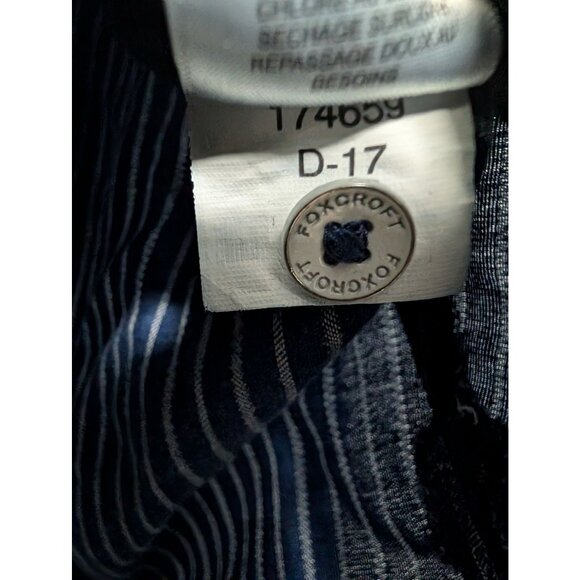 SECHAGE SUR
REPASSAGE DOUX AU
BESOINS
174659
D-17
FOXCROFT
FOXCROFT